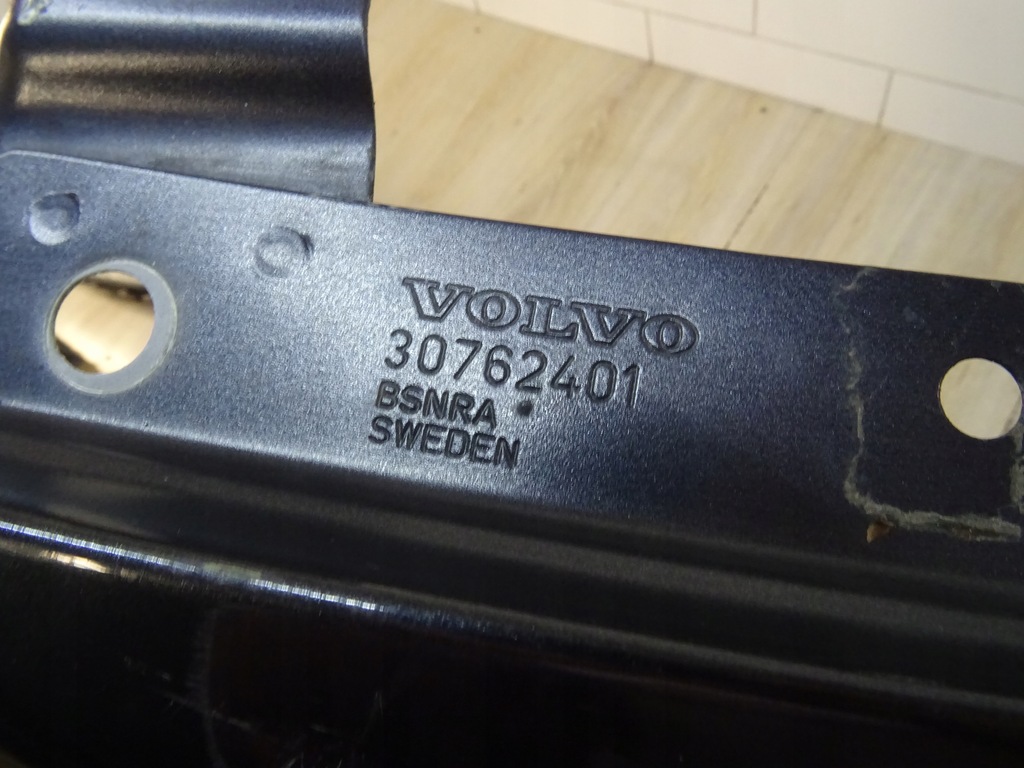 VOLVO
30762401
BSNRA
SWEDEN